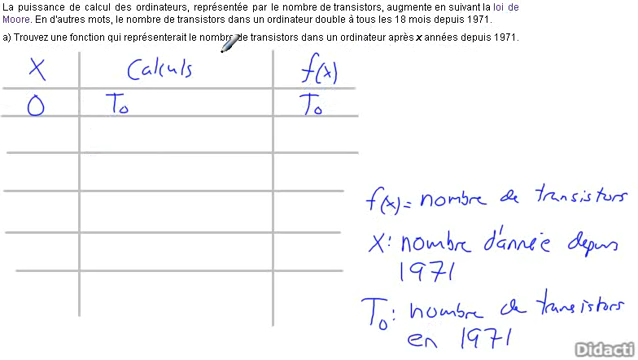 La puissance de calcul des ordinateurs, représentée par le nombre de transistors, augmente en suivant la loi de
Moore. En d'autres mots, le nombre de transistors dans un ordinateur double à tous les 18 mois depuis 1971.
a) Trouvez une fonction qui représenterait le nombre de transistors dans un ordinateur après x années depuis 1971.
X Calculs f(x)
0 T₀ T₀
f(x) = nombre de transistors
X : nombre d'année depuis
1971
T₀ : nombre de transistors
en 1971
Didacti